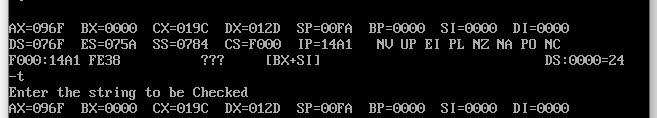 AX=096F BX=0000 CX=019C DX=012D SP=00FA BP=0000 SI=0000 DI=0000
DS=076F ES=075A SS=0784 CS=F000 IP=14A1 NV UP EI PL NZ NA PO NC
F000:14A1 FE38 ??? [BX+SI] DS:0000=24
-t
Enter the string to be Checked
AX=096F BX=0000 CX=019C DX=012D SP=00FA BP=0000 SI=0000 DI=0000